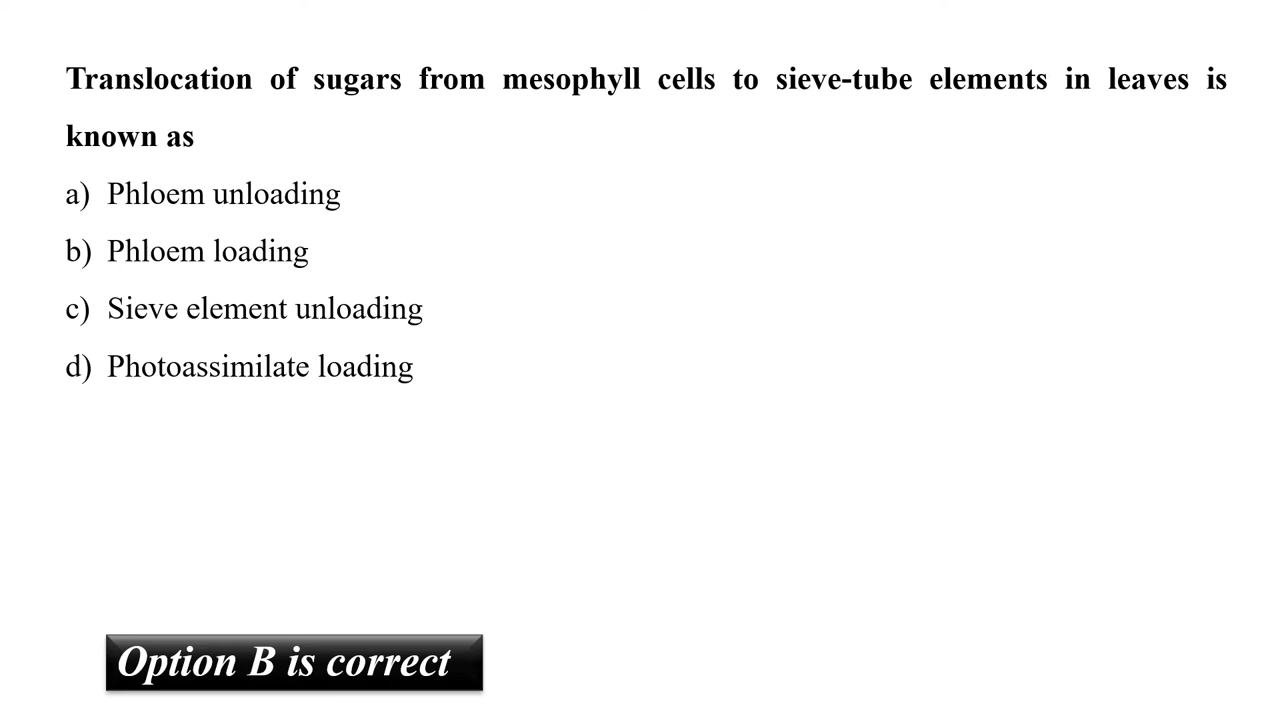 Translocation of sugars from mesophyll cells to sieve-tube elements in leaves is
known as
a) Phloem unloading
b) Phloem loading
c) Sieve element unloading
d) Photoassimilate loading
Option B is correct